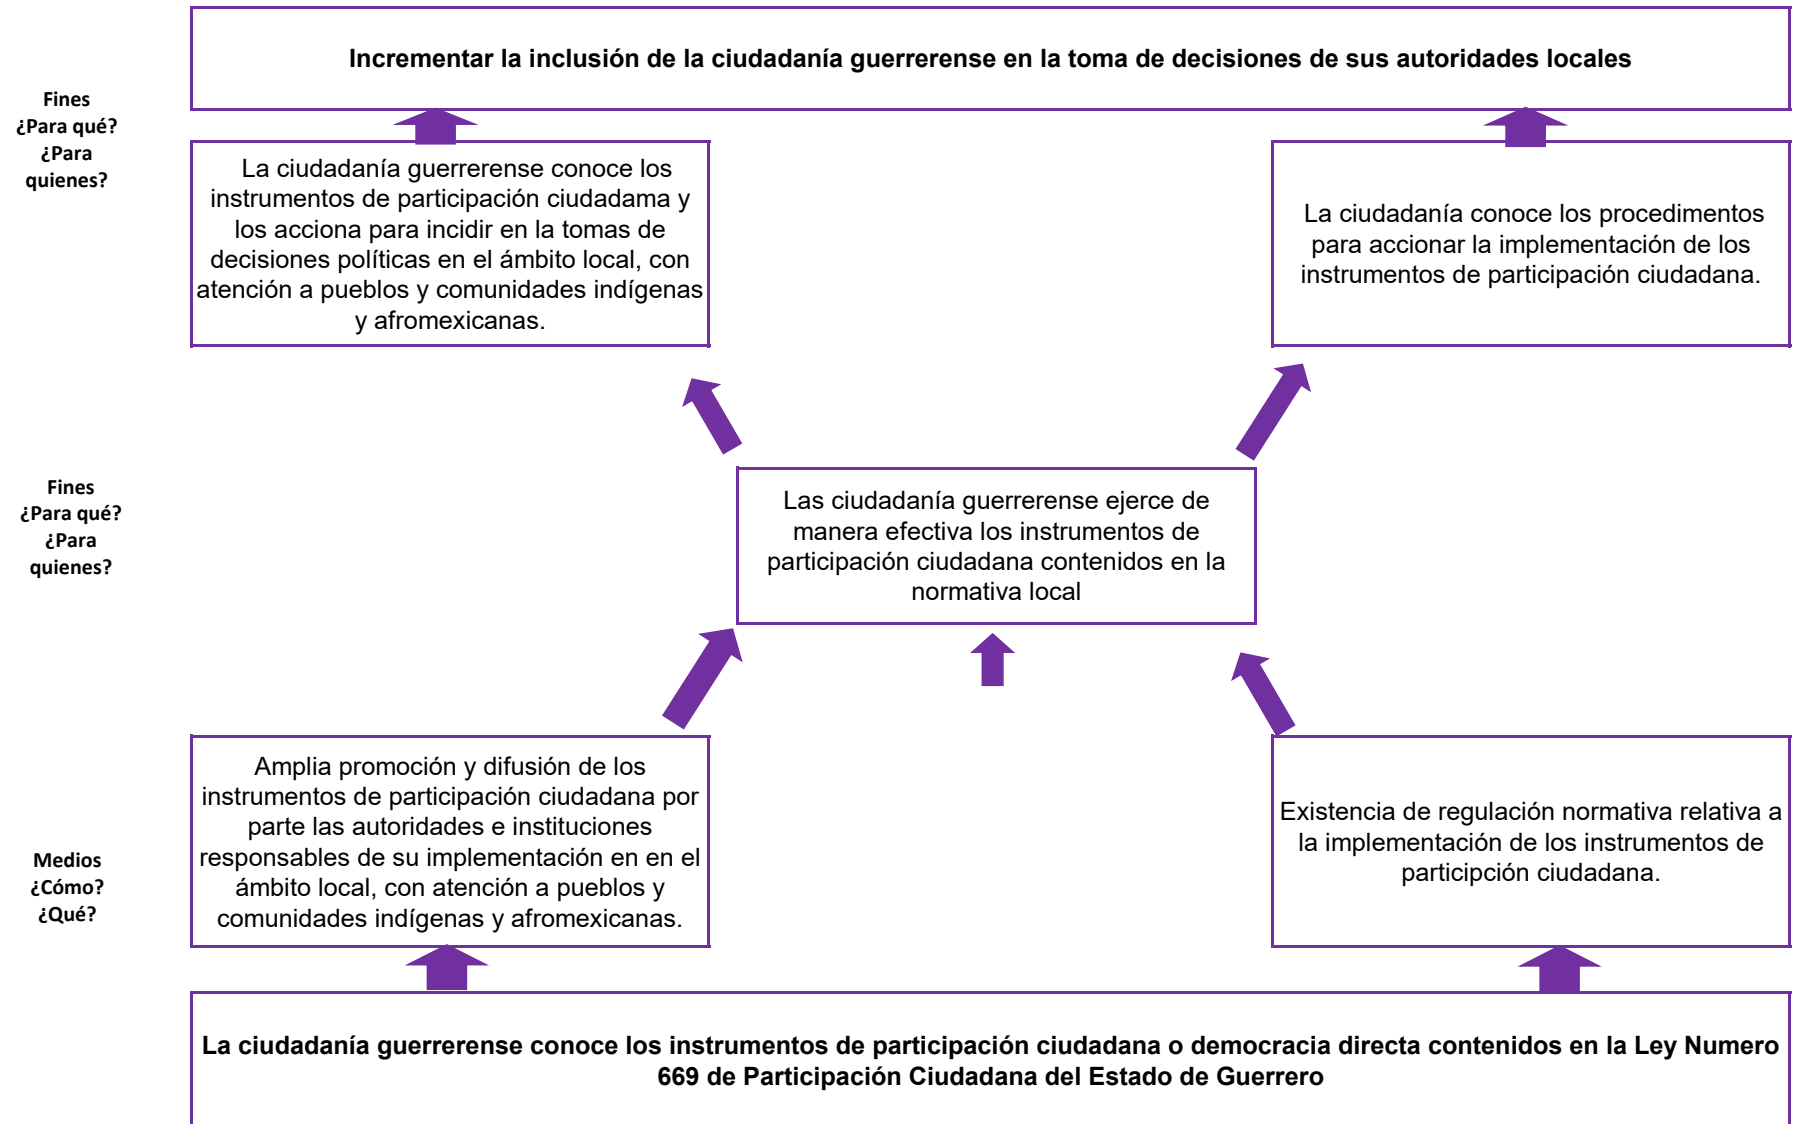 Incrementar la inclusión de la ciudadanía guerrerense en la toma de decisiones de sus autoridades locales
Fines
¿Para qué?
¿Para
quienes?
La ciudadanía guerrerense conoce los
instrumentos de participación ciudadama y
los acciona para incidir en la tomas de
decisiones políticas en el ámbito local, con
atención a pueblos y comunidades indígenas
y afromexicanas.
La ciudadanía conoce los procedimentos
para accionar la implementación de los
instrumentos de participación ciudadana.
Fines
¿Para qué?
¿Para
quienes?
Las ciudadanía guerrerense ejerce de
manera efectiva los instrumentos de
participación ciudadana contenidos en la
normativa local
Medios
¿Cómo?
¿Qué?
Amplia promoción y difusión de los
instrumentos de participación ciudadana por
parte las autoridades e instituciones
responsables de su implementación en en el
ámbito local, con atención a pueblos y
comunidades indígenas y afromexicanas.
Existencia de regulación normativa relativa a
la implementación de los instrumentos de
participción ciudadana.
La ciudadanía guerrerense conoce los instrumentos de participación ciudadana o democracia directa contenidos en la Ley Numero
669 de Participación Ciudadana del Estado de Guerrero